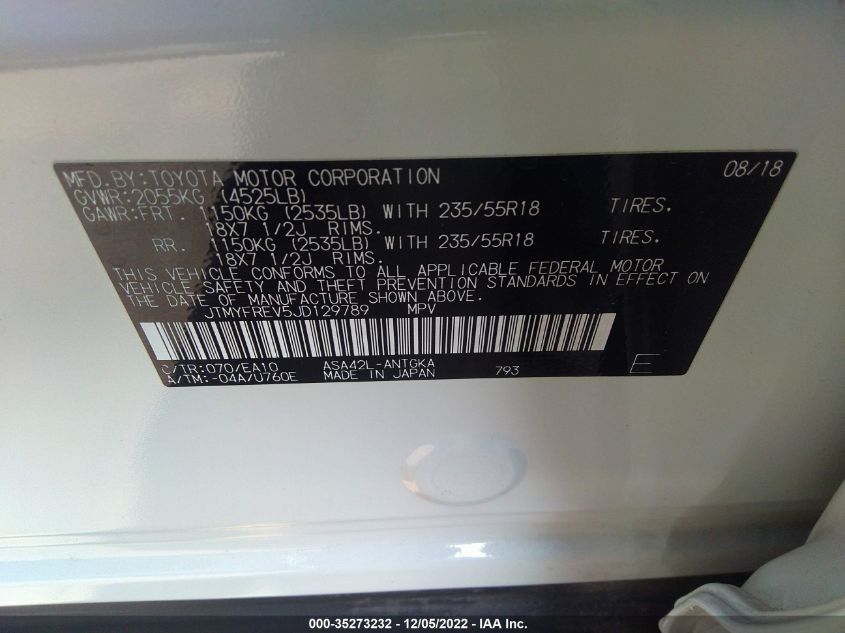 MFD.BY:TOYOTA MOTOR CORPORATION 08/18
GVWR:2055KG (4525LB)
GAWR:FRT. 1150KG (2535LB) WITH 235/55R18 TIRES.
18X7 1/2J RIMS.
RR. 1150KG (2535LB) WITH 235/55R18 TIRES.
18X7 1/2J RIMS.
THIS VEHICLE CONFORMS TO ALL APPLICABLE FEDERAL MOTOR
VEHICLE SAFETY AND THEFT PREVENTION STANDARDS IN EFFECT ON
THE DATE OF MANUFACTURE SHOWN ABOVE.
JTMYFREV5JD129789 MPV
C/TR:070/EA10 ASA42L-ANTGKA
A/TM:-04A/U760E MADE IN JAPAN 793 E
000-35273232 - 12/05/2022 - IAA Inc.